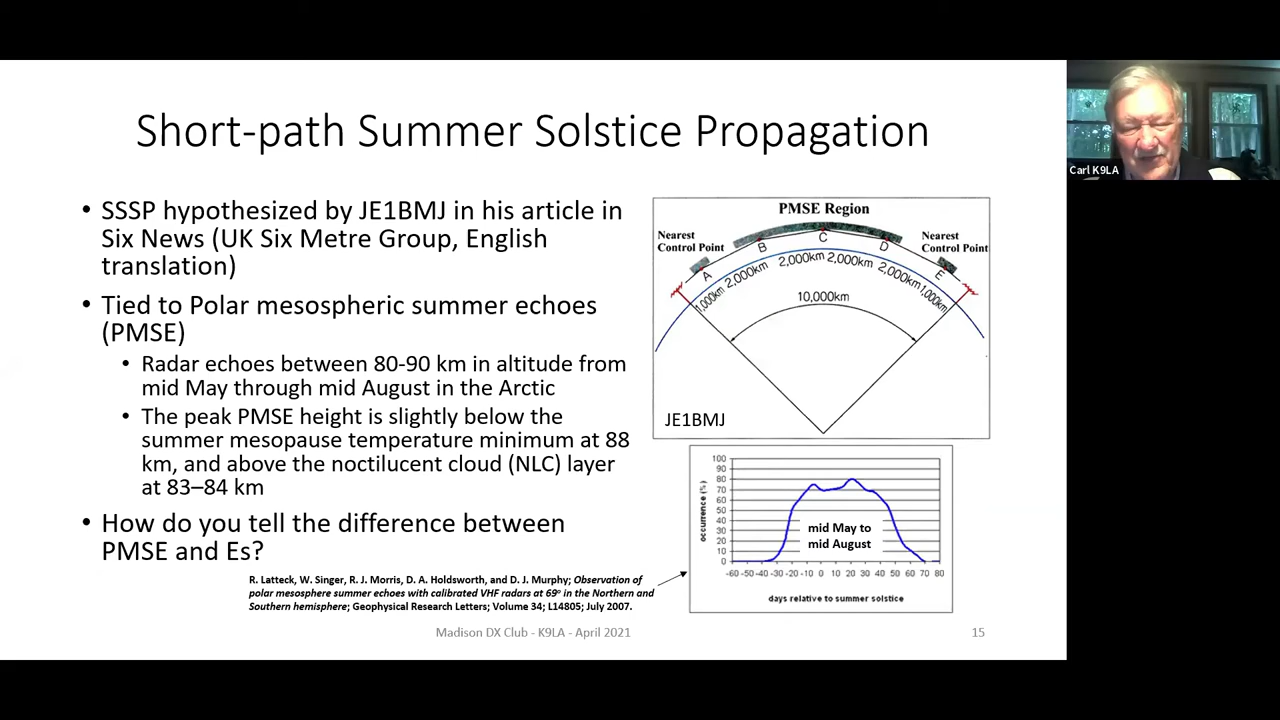 Short-path Summer Solstice Propagation
• SSSP hypothesized by JE1BMJ in his article in
Six News (UK Six Metre Group, English
translation)
• Tied to Polar mesospheric summer echoes
(PMSE)
• Radar echoes between 80-90 km in altitude from
mid May through mid August in the Arctic
• The peak PMSE height is slightly below the
summer mesopause temperature minimum at 88
km, and above the noctilucent cloud (NLC) layer
at 83–84 km
• How do you tell the difference between
PMSE and Es?
R. Latteck, W. Singer, R. J. Morris, D. A. Holdsworth, and D. J. Murphy; Observation of
polar mesosphere summer echoes with calibrated VHF radars at 69° in the Northern and
Southern hemisphere; Geophysical Research Letters; Volume 34; L14805; July 2007.
PMSE Region
Nearest
Control Point
Nearest
Control Point
A
B
C
D
E
1,000km
2,000km
2,000km
2,000km
2,000km
1,000km
10,000km
JE1BMJ
100
90
80
70
60
50
40
30
20
10
0
occurrence (%)
mid May to
mid August
-60 -50 -40 -30 -20 -10 0 10 20 30 40 50 60 70 80
days relative to summer solstice
Madison DX Club - K9LA - April 2021
15
Carl K9LA